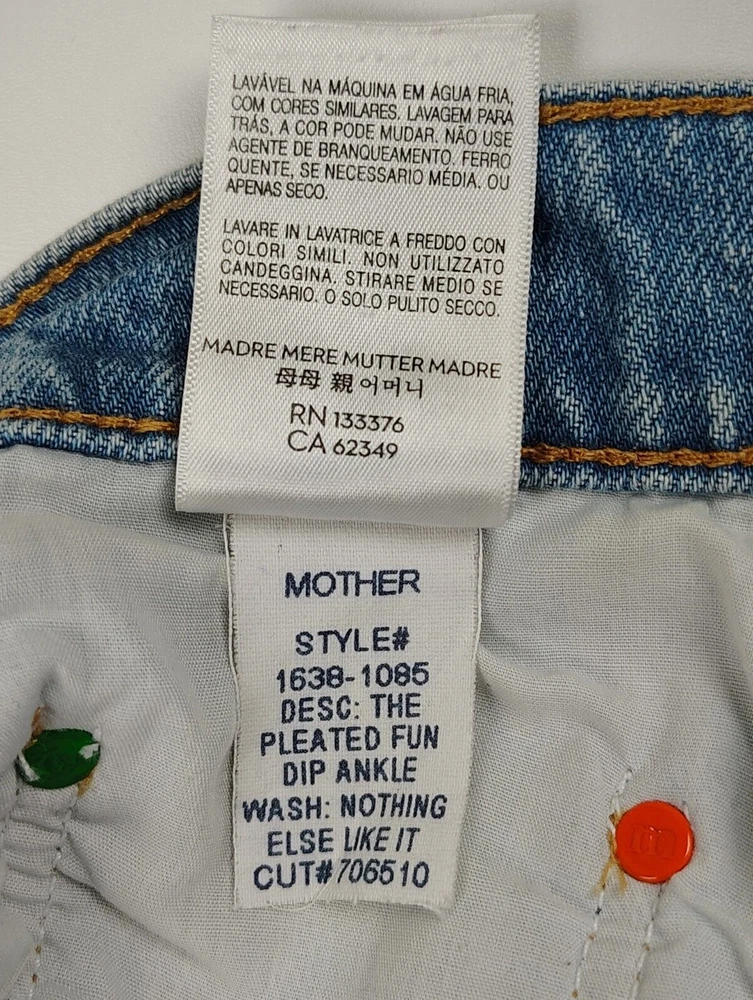 LAVÁVEL NA MÁQUINA EM ÁGUA FRIA,
COM CORES SIMILARES. LAVAGEM PARA
TRÁS, A COR PODE MUDAR. NÃO USE
AGENTE DE BRANQUEAMENTO. FERRO
QUENTE, SE NECESSARIO MÉDIA. OU
APENAS SECO.
LAVARE IN LAVATRICE A FREDDO CON
COLORI SIMILI. NON UTILIZZATO
CANDEGGINA. STIRARE MEDIO SE
NECESSARIO. O SOLO PULITO SECCO.
MADRE MERE MUTTER MADRE
母母 親 어머니
RN 133376
CA 62349
MOTHER
STYLE#
1638-1085
DESC: THE
PLEATED FUN
DIP ANKLE
WASH: NOTHING
ELSE LIKE IT
CUT# 706510
m